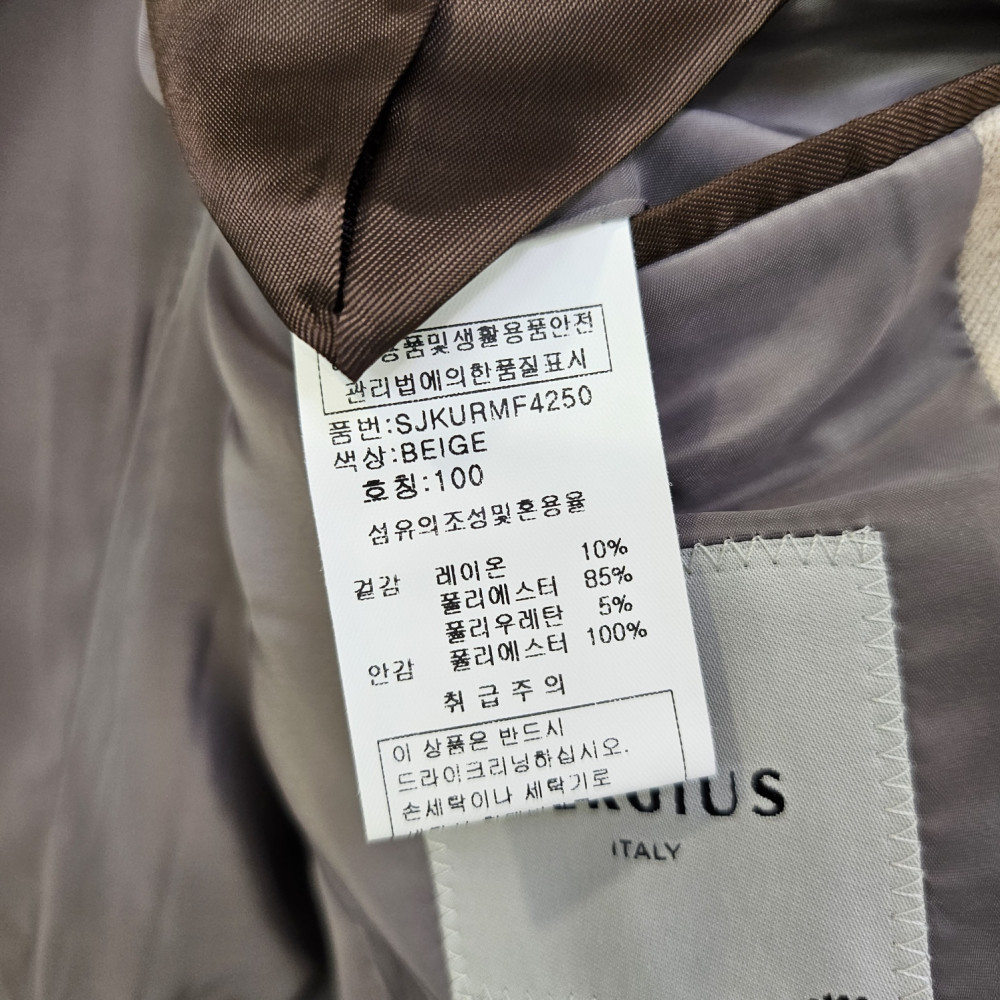 용품및생활용품안전
관리법에의한품질표시
품번:SJKURMF4250
색상:BEIGE
호칭:100
섬유의조성및혼용율
겉감 레이온 10%
폴리에스터 85%
폴리우레탄 5%
안감 폴리에스터 100%
취급주의
이 상품은 반드시
드라이크리닝하십시오.
손세탁이나 세탁기로
ITALY